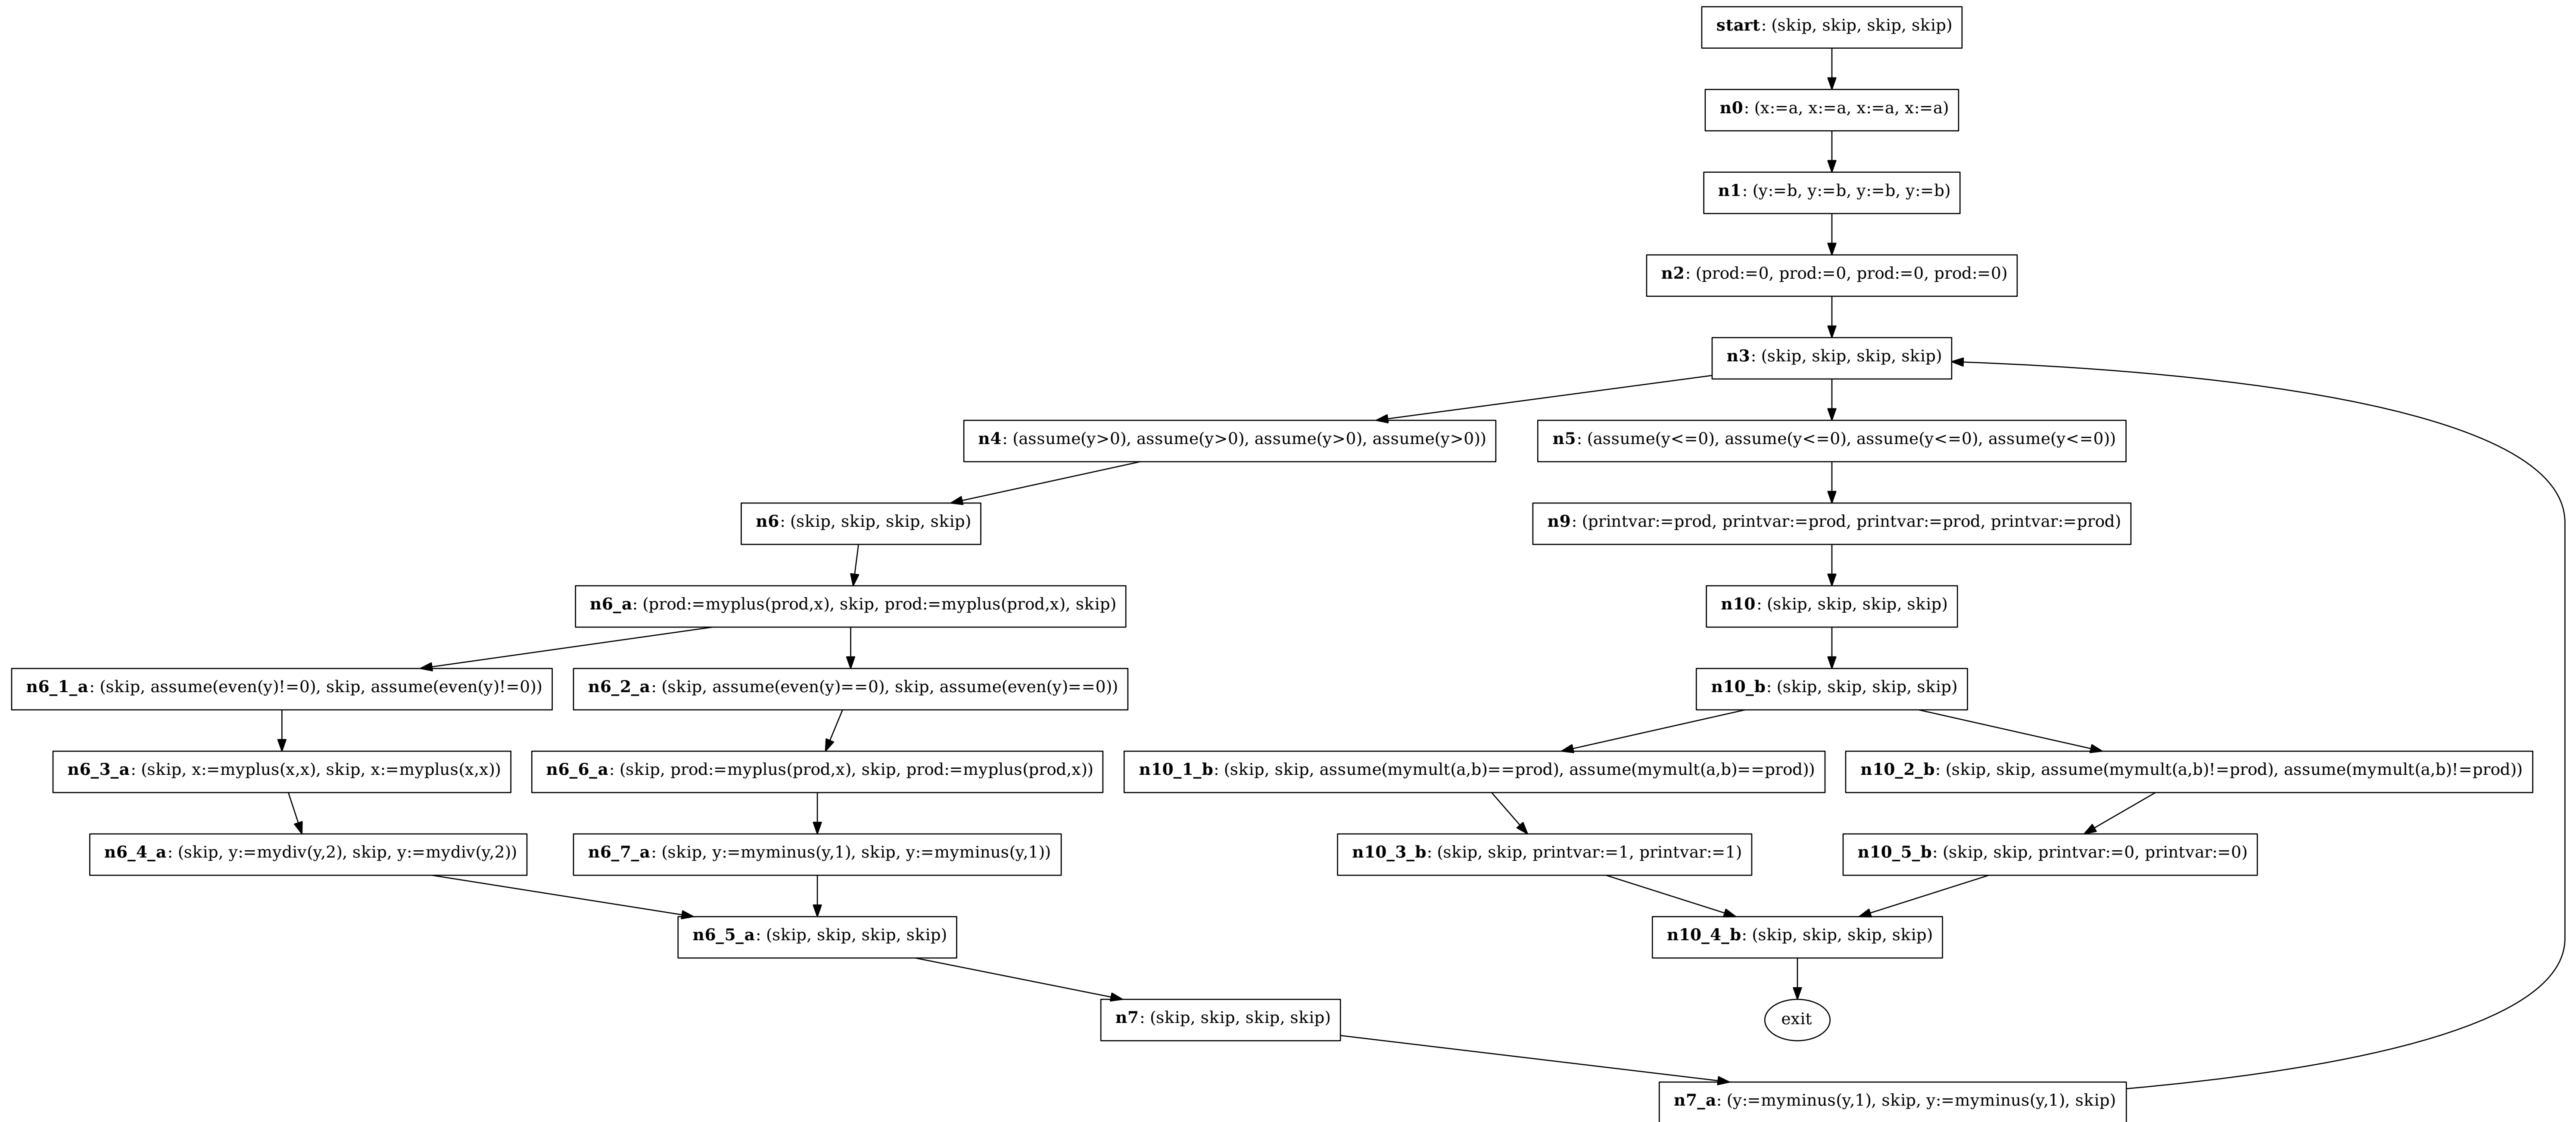 start: (skip, skip, skip, skip)
n0: (x:=a, x:=a, x:=a, x:=a)
n1: (y:=b, y:=b, y:=b, y:=b)
n2: (prod:=0, prod:=0, prod:=0, prod:=0)
n3: (skip, skip, skip, skip)
n4: (assume(y>0), assume(y>0), assume(y>0), assume(y>0))
n5: (assume(y<=0), assume(y<=0), assume(y<=0), assume(y<=0))
n6: (skip, skip, skip, skip)
n9: (printvar:=prod, printvar:=prod, printvar:=prod, printvar:=prod)
n6_a: (prod:=myplus(prod,x), skip, prod:=myplus(prod,x), skip)
n10: (skip, skip, skip, skip)
n6_1_a: (skip, assume(even(y)!=0), skip, assume(even(y)!=0))
n6_2_a: (skip, assume(even(y)==0), skip, assume(even(y)==0))
n10_b: (skip, skip, skip, skip)
n6_3_a: (skip, x:=myplus(x,x), skip, x:=myplus(x,x))
n6_6_a: (skip, prod:=myplus(prod,x), skip, prod:=myplus(prod,x))
n10_1_b: (skip, skip, assume(mymult(a,b)==prod), assume(mymult(a,b)==prod))
n10_2_b: (skip, skip, assume(mymult(a,b)!=prod), assume(mymult(a,b)!=prod))
n6_4_a: (skip, y:=mydiv(y,2), skip, y:=mydiv(y,2))
n6_7_a: (skip, y:=myminus(y,1), skip, y:=myminus(y,1))
n10_3_b: (skip, skip, printvar:=1, printvar:=1)
n10_5_b: (skip, skip, printvar:=0, printvar:=0)
n6_5_a: (skip, skip, skip, skip)
n10_4_b: (skip, skip, skip, skip)
n7: (skip, skip, skip, skip)
exit
n7_a: (y:=myminus(y,1), skip, y:=myminus(y,1), skip)